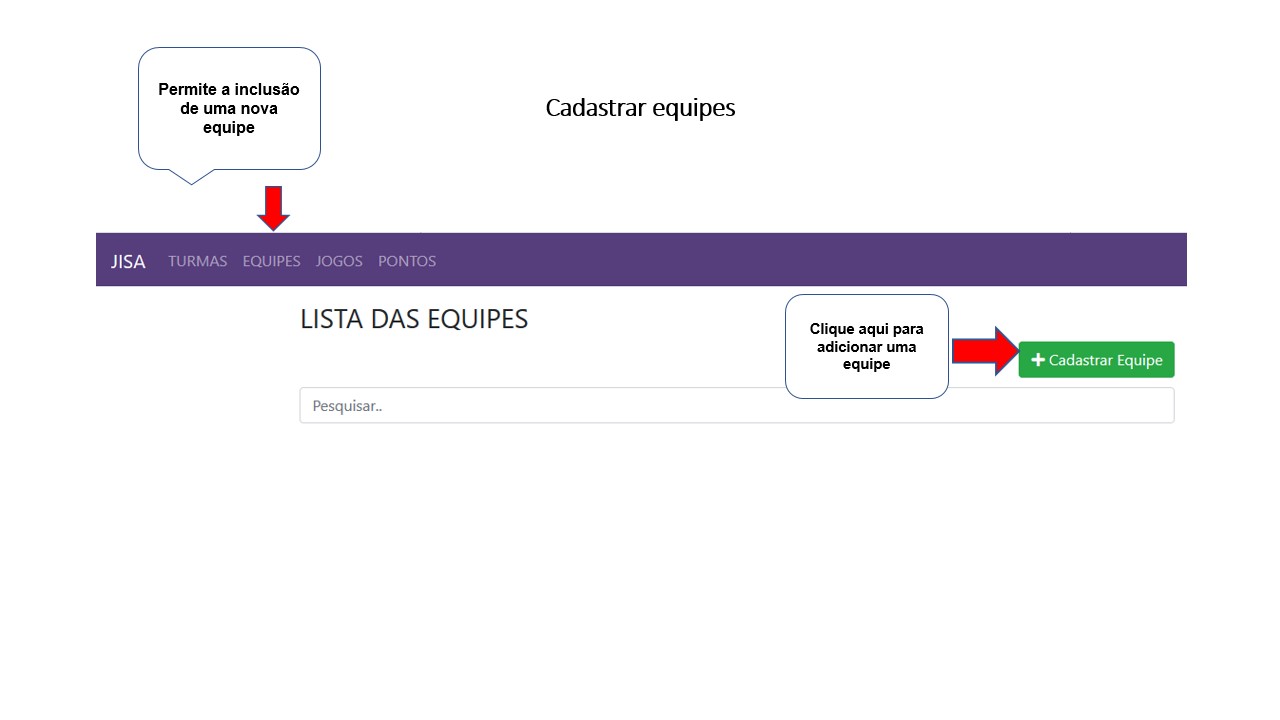 Permite a inclusão
de uma nova
equipe
Cadastrar equipes
JISA TURMAS EQUIPES JOGOS PONTOS
LISTA DAS EQUIPES
Clique aqui para
adicionar uma
equipe
Cadastrar Equipe
Pesquisar..